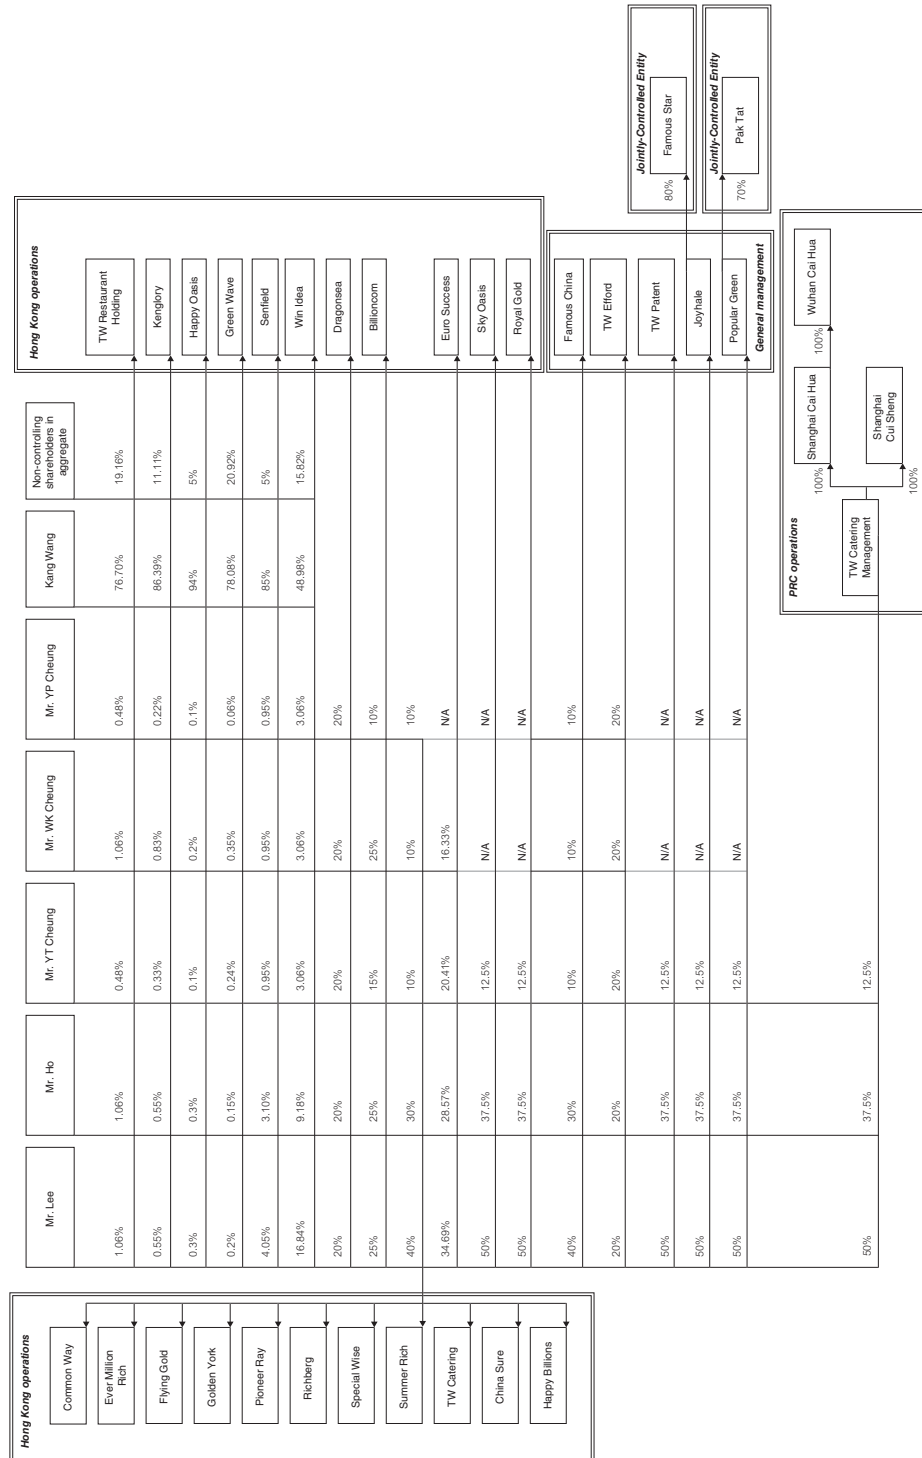 Hong Kong operations
Common Way
Ever Million
Rich
Flying Gold
Golden York
Pioneer Ray
Richberg
Special Wise
Summer Rich
TW Catering
China Sure
Happy Billions
Mr. Lee
Mr. Ho
Mr. YT Cheung
Mr. WK Cheung
Mr. YP Cheung
Kang Wang
Non-controlling
shareholders in
aggregate
Hong Kong operations
1.06% 1.06% 0.48% 1.06% 0.48% 76.70% 19.16% TW Restaurant
Holding
0.55% 0.55% 0.33% 0.83% 0.22% 86.39% 11.11% Kenglory
0.3% 0.3% 0.1% 0.2% 0.1% 94% 5% Happy Oasis
0.2% 0.15% 0.24% 0.35% 0.06% 78.08% 20.92% Green Wave
4.05% 3.10% 0.95% 0.95% 0.95% 85% 5% Senfield
16.84% 9.18% 3.06% 3.06% 3.06% 48.98% 15.82% Win Idea
20% 20% 20% 20% 20% Dragonsea
25% 25% 15% 25% 10% Billioncom
40% 30% 10% 10% 10%
34.69% 28.57% 20.41% 16.33% N/A Euro Success
50% 37.5% 12.5% N/A N/A Sky Oasis
50% 37.5% 12.5% N/A N/A Royal Gold
40% 30% 10% 10% 10% Famous China
20% 20% 20% 20% 20% TW Efford
50% 37.5% 12.5% N/A N/A TW Patent
50% 37.5% 12.5% N/A N/A Joyhale
50% 37.5% 12.5% N/A N/A Popular Green
General management
Jointly-Controlled Entity
80% Famous Star
Jointly-Controlled Entity
70% Pak Tat
PRC operations
50% 37.5% 12.5% TW Catering
Management
100% Shanghai Cai Hua 100% Wuhan Cai Hua
100% Shanghai
Cui Sheng